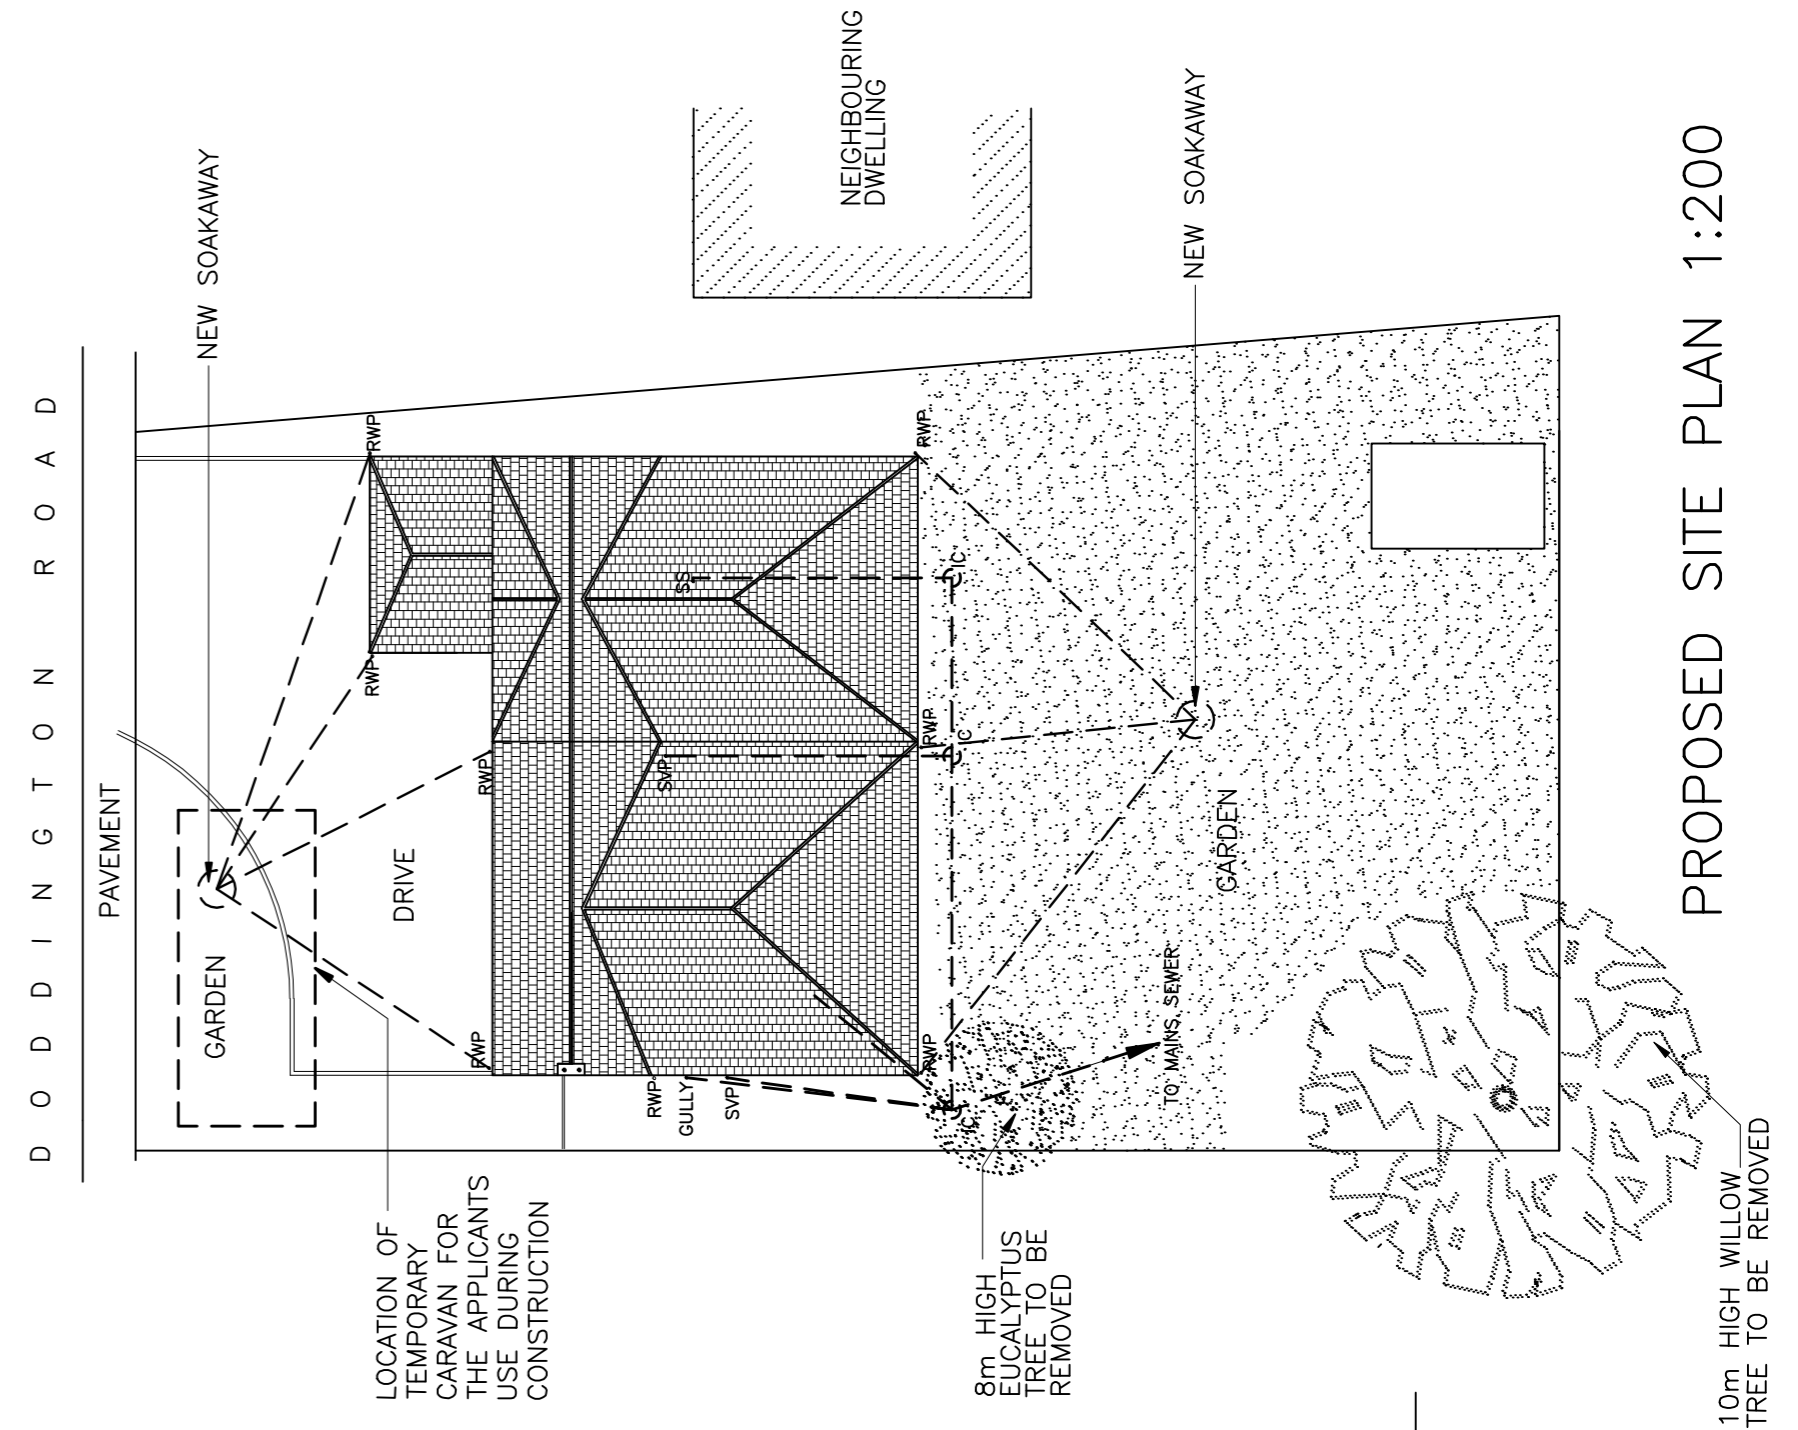 DODDINGTON ROAD
PAVEMENT
NEW SOAKAWAY
GARDEN
DRIVE
LOCATION OF
TEMPORARY
CARAVAN FOR
THE APPLICANTS
USE DURING
CONSTRUCTION
RWP
RWP
RWP
RWP
NEIGHBOURING
DWELLING
SS
SVP
RWP
GULLY
SVP
RWP
RWP
RWP
IC
IC
IC
8m HIGH
EUCALYPTUS
TREE TO BE
REMOVED
TO MAINS SEWER
NEW SOAKAWAY
GARDEN
10m HIGH WILLOW
TREE TO BE REMOVED
PROPOSED SITE PLAN 1:200